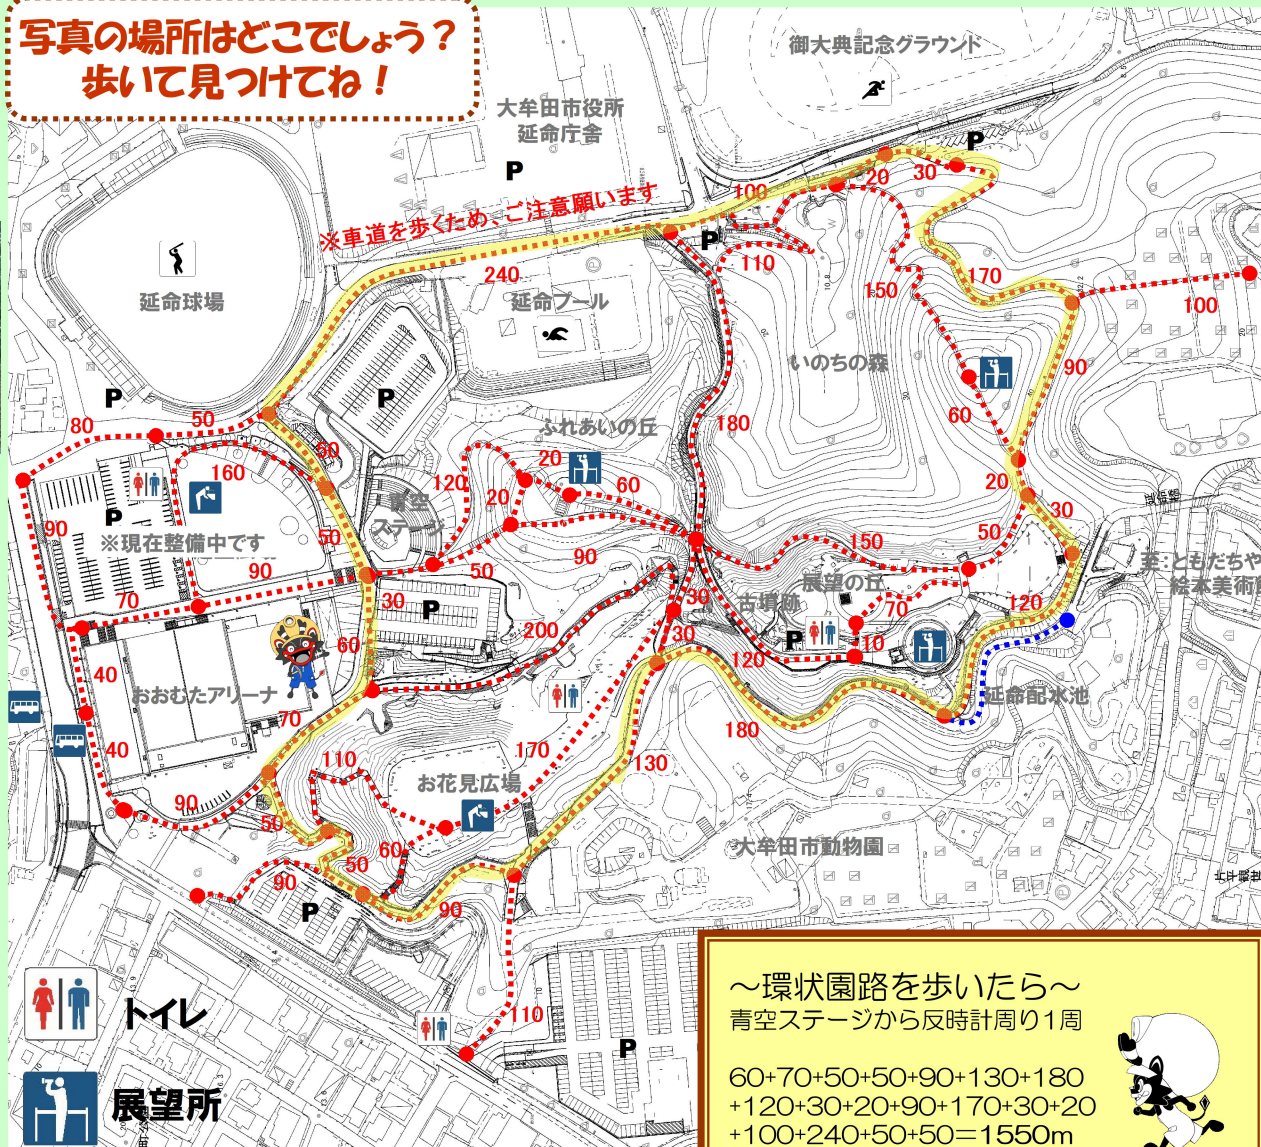 写真の場所はどこでしょう？
歩いて見つけてね！
御大典記念グラウンド
大牟田市役所
延命庁舎
P
P
※車道を歩くため、ご注意願います
100
20
30
P
110
240
150
170
100
延命球場
延命プール
いのちの森
90
P
P
80
50
60
180
ふれあいの丘
50
160
120
20
20
60
20
30
90
P
青空
ステージ
50
※現在整備中です
50
90
150
50
至：ともだちや
展望の丘
90
70
30
P
30
古墳跡
70
120
200
60
30
P
10
40
120
おおむたアリーナ
70
延命配水池
180
40
110
170
130
お花見広場
90
50
60
50
大牟田市動物園
90
P
90
110
P
トイレ
展望所
～環状園路を歩いたら～
青空ステージから反時計周り1周
60+70+50+50+90+130+180
+120+30+20+90+170+30+20
+100+240+50+50＝1550m